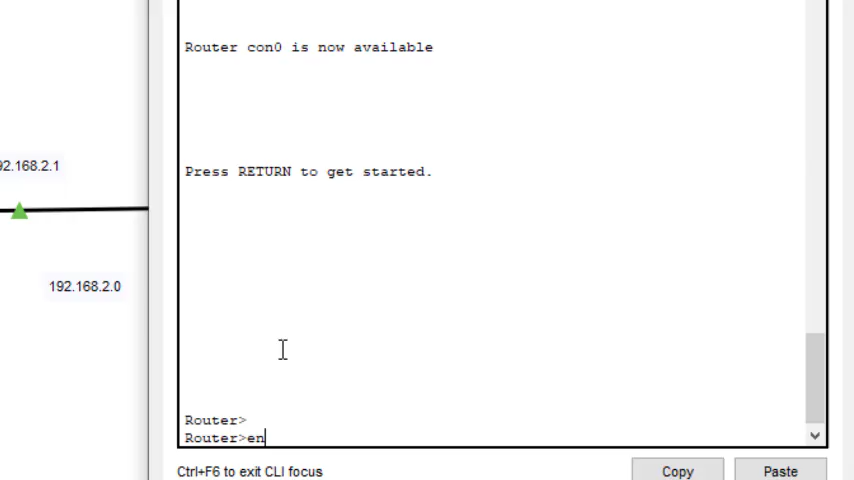 Router con0 is now available
92.168.2.1
Press RETURN to get started.
192.168.2.0
Router>
Router>en
Ctrl+F6 to exit CLI focus
Copy
Paste